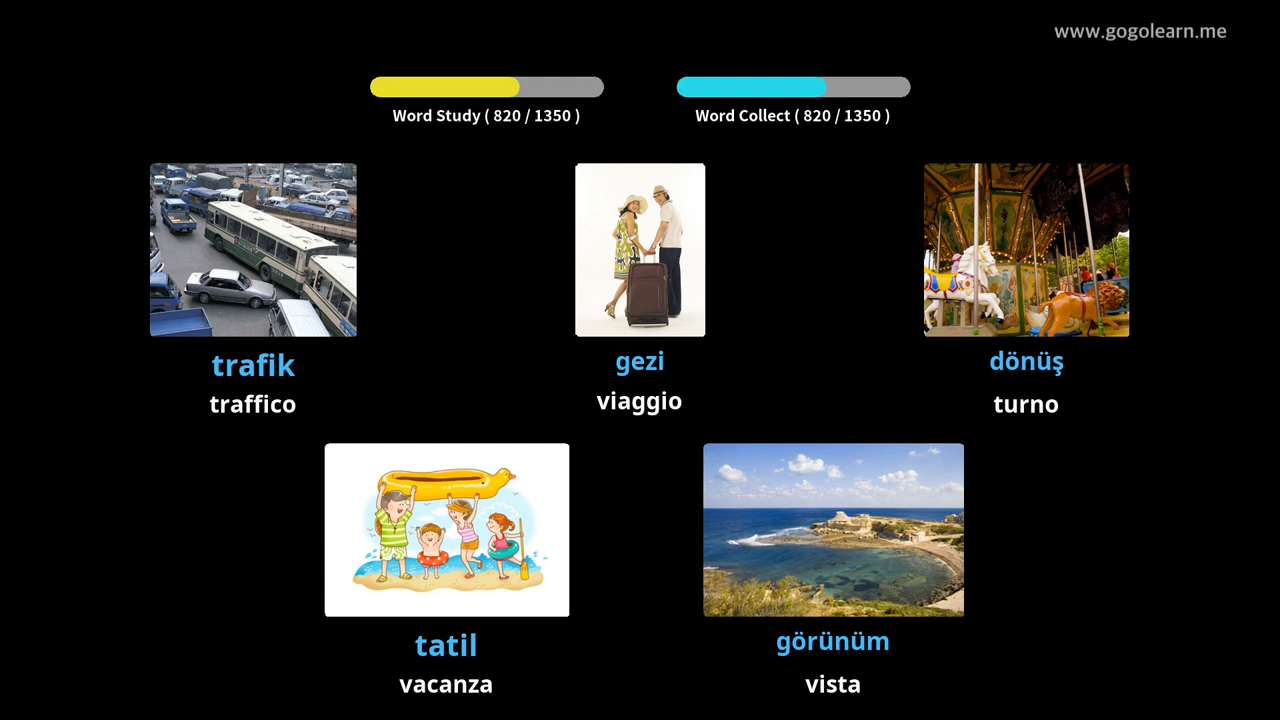 www.gogolearn.me
Word Study ( 820 / 1350 )
Word Collect ( 820 / 1350 )
trafik
traffico
gezi
viaggio
dönüş
turno
tatil
vacanza
görünüm
vista